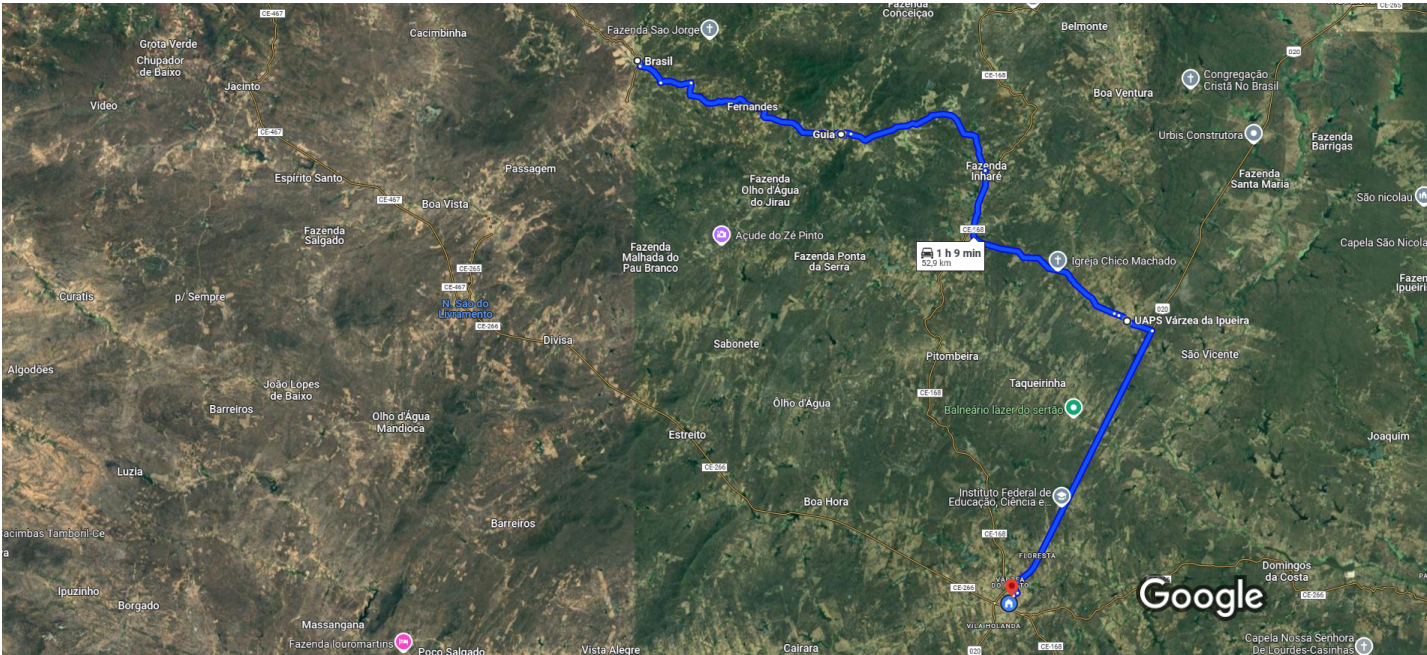 CE-467
Fazenda
Conceiçao
CE-265
Grota Verde
Cacimbinha
Fazenda Sao Jorge
Belmonte
Chupador
de Baixo
Brasil
020
Jacinto
CE-168
Congregação
Cristã No Brasil
Video
Fernandes
Boa Ventura
CE-467
Guia
Urbis Construtora
Fazenda
Barrigas
Passagem
Fazenda
Inharé
Espírito Santo
Fazenda
Olho d'Água
do Jirau
Fazenda
Santa Maria
CE-467
Boa Vista
São nicolau
Fazenda
Salgado
CE-168
Açude do Zé Pinto
Capela São Nicola
Fazenda
Malhada do
Pau Branco
Fazenda Ponta
da Serra
1 h 9 min
52,9 km
Igreja Chico Machado
CE-265
Fazen
Ipueiri
CE-467
Curatis
p/ Sempre
N. São do
Livramento
020
UAPS Várzea da Ipueira
CE-266
Divisa
Sabonete
São Vicente
Pitombeira
Algodões
João Lopes
de Baixo
Taqueirinha
CE-168
Barreiros
Olho d'Água
Mandioca
Ôlho d'Água
Balneário lazer do sertão
Estreito
Joaquim
Luzia
CE-266
Instituto Federal de
Educação, Ciência e...
Boa Hora
Barreiros
acimbas Tamboril-Ce
CE-168
a
FLORESTA
Domingos
da Costa
Ipuzinho
CE-266
Google
CE-266
Borgado
Massangana
VILA HOLANDA
Fazenda louromartins
Poço Salgado
Vista Alegre
Cairara
020
CE-168
Capela Nossa Senhora
De Lourdes-Casinhas